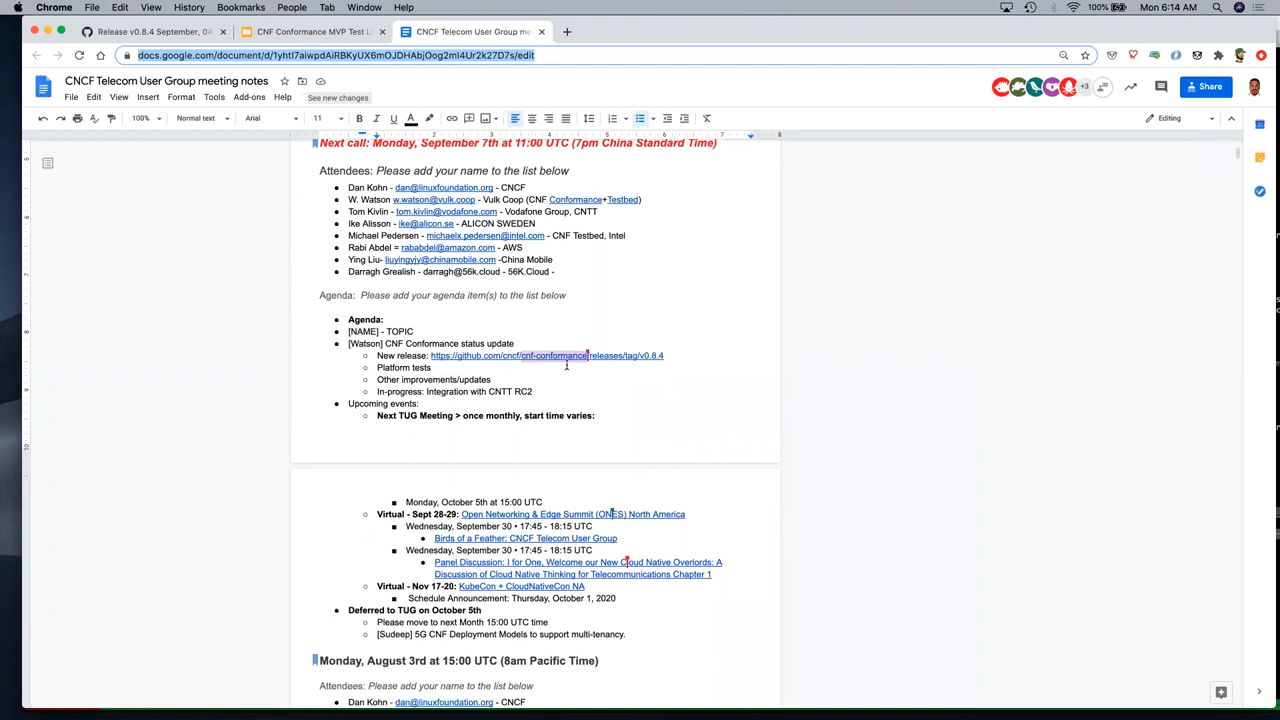 Chrome File Edit View History Bookmarks People Tab Window Help
100% Mon 6:14 AM
Release v0.8.4 September, 04
CNF Conformance MVP Test Li
CNCF Telecom User Group me
docs.google.com/document/d/1yhtI7aiwpdAiRBKyUX6mOJDHAbjOog2mI4Ur2k27D7s/edit
CNCF Telecom User Group meeting notes
File Edit View Insert Format Tools Add-ons Help See new changes
+3
Share
100% Normal text Arial 11 Editing
Next call: Monday, September 7th at 11:00 UTC (7pm China Standard Time)
Attendees: Please add your name to the list below
● Dan Kohn - dan@linuxfoundation.org - CNCF
● W. Watson w.watson@vulk.coop - Vulk Coop (CNF Conformance+Testbed)
● Tom Kivlin - tom.kivlin@vodafone.com - Vodafone Group, CNTT
● Ike Alisson - ike@alicon.se - ALICON SWEDEN
● Michael Pedersen - michaelx.pedersen@intel.com - CNF Testbed, Intel
● Rabi Abdel = rababdel@amazon.com - AWS
● Ying Liu- liuyingyjy@chinamobile.com -China Mobile
● Darragh Grealish - darragh@56k.cloud - 56K.Cloud -
Agenda: Please add your agenda item(s) to the list below
● Agenda:
● [NAME] - TOPIC
● [Watson] CNF Conformance status update
○ New release: https://github.com/cncf/cnf-conformance/releases/tag/v0.8.4
○ Platform tests
○ Other improvements/updates
○ In-progress: Integration with CNTT RC2
● Upcoming events:
○ Next TUG Meeting > once monthly, start time varies:
■ Monday, October 5th at 15:00 UTC
○ Virtual - Sept 28-29: Open Networking & Edge Summit (ONES) North America
■ Wednesday, September 30 • 17:45 - 18:15 UTC
● Birds of a Feather: CNCF Telecom User Group
■ Wednesday, September 30 • 17:45 - 18:15 UTC
● Panel Discussion: I for One, Welcome our New Cloud Native Overlords: A
Discussion of Cloud Native Thinking for Telecommunications Chapter 1
○ Virtual - Nov 17-20: KubeCon + CloudNativeCon NA
■ Schedule Announcement: Thursday, October 1, 2020
● Deferred to TUG on October 5th
○ Please move to next Month 15:00 UTC time
○ [Sudeep] 5G CNF Deployment Models to support multi-tenancy.
Monday, August 3rd at 15:00 UTC (8am Pacific Time)
Attendees: Please add your name to the list below
● Dan Kohn - dan@linuxfoundation.org - CNCF